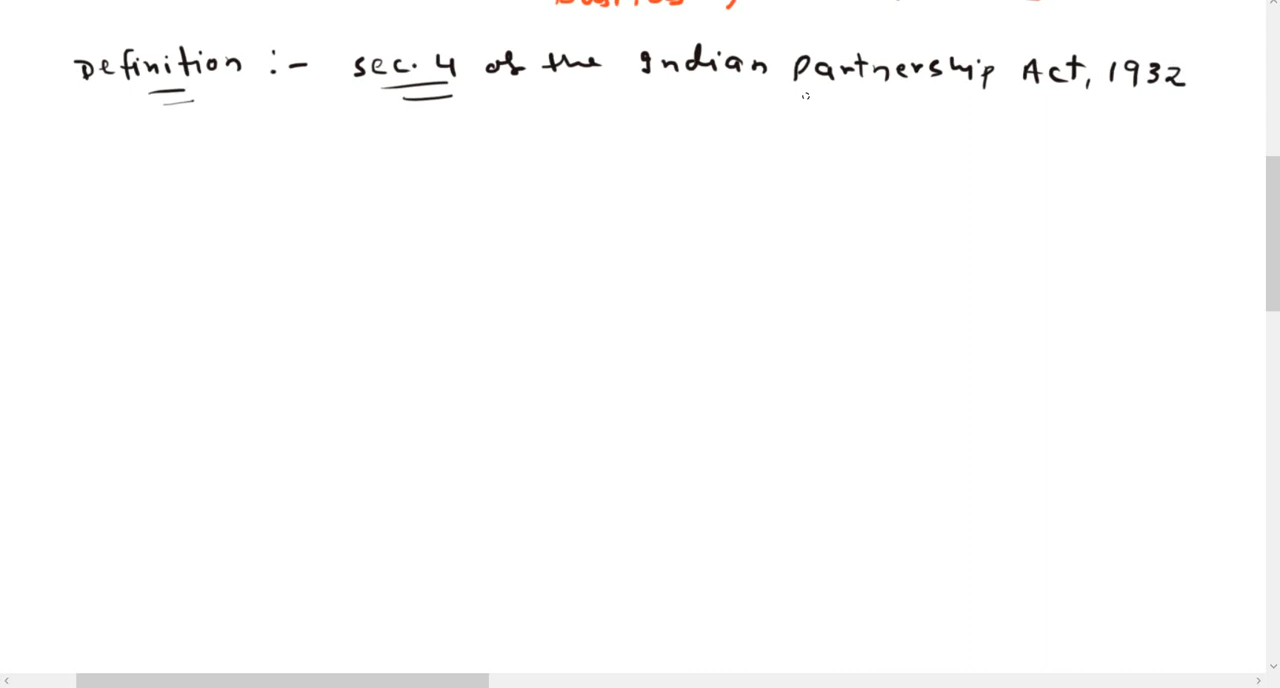 Definition :- Sec. 4 of the Indian Partnership Act, 1932